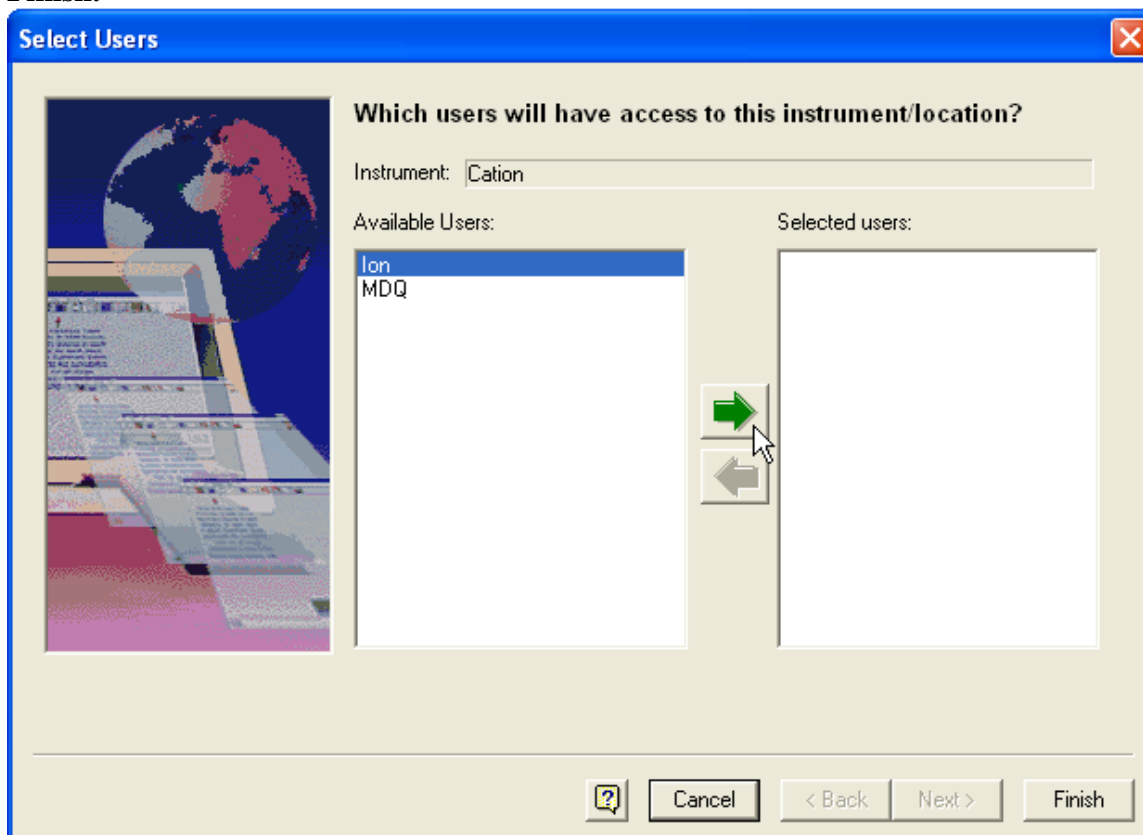 Finish.
Select Users
Which users will have access to this instrument/location?
Instrument: Cation
Available Users:
Selected users:
Ion
MDQ
Cancel
< Back
Next >
Finish